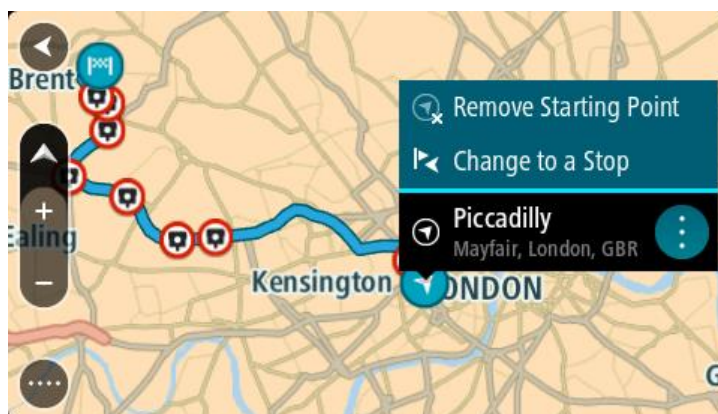 Brent
Remove Starting Point
Change to a Stop
Piccadilly
Mayfair, London, GBR
Ealing
Kensington
ONDON
G